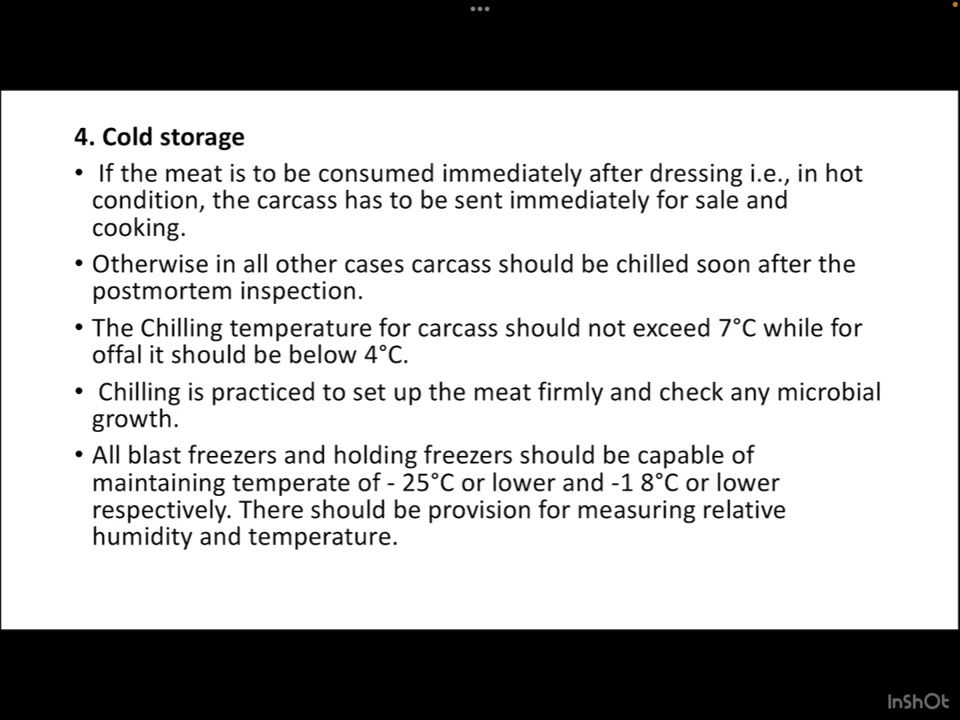 4. Cold storage
• If the meat is to be consumed immediately after dressing i.e., in hot
condition, the carcass has to be sent immediately for sale and
cooking.
• Otherwise in all other cases carcass should be chilled soon after the
postmortem inspection.
• The Chilling temperature for carcass should not exceed 7°C while for
offal it should be below 4°C.
• Chilling is practiced to set up the meat firmly and check any microbial
growth.
• All blast freezers and holding freezers should be capable of
maintaining temperate of - 25°C or lower and -1 8°C or lower
respectively. There should be provision for measuring relative
humidity and temperature.
InShOt